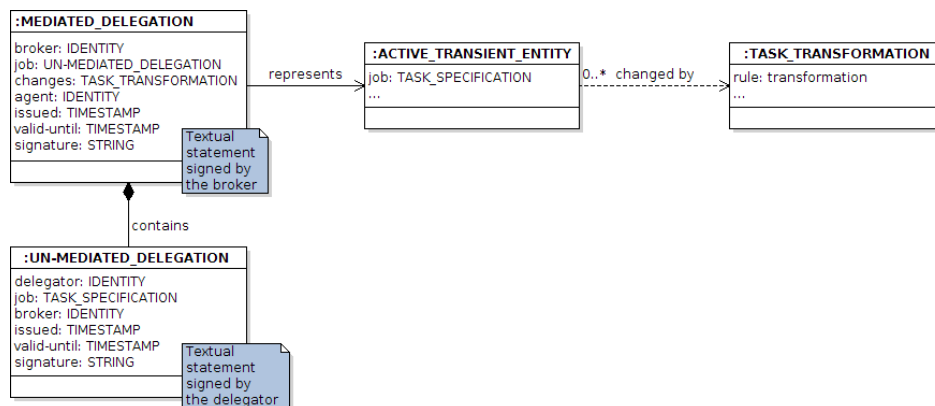 :MEDIATED_DELEGATION
broker: IDENTITY
job: UN-MEDIATED_DELEGATION
changes: TASK_TRANSFORMATION
agent: IDENTITY
issued: TIMESTAMP
valid-until: TIMESTAMP
signature: STRING
Textual
statement
signed by
the broker
represents
:ACTIVE_TRANSIENT_ENTITY
job: TASK_SPECIFICATION
...
0..* changed by
:TASK_TRANSFORMATION
rule: transformation
...
contains
:UN-MEDIATED_DELEGATION
delegator: IDENTITY
job: TASK_SPECIFICATION
broker: IDENTITY
issued: TIMESTAMP
valid-until: TIMESTAMP
signature: STRING
Textual
statement
signed by
the delegator